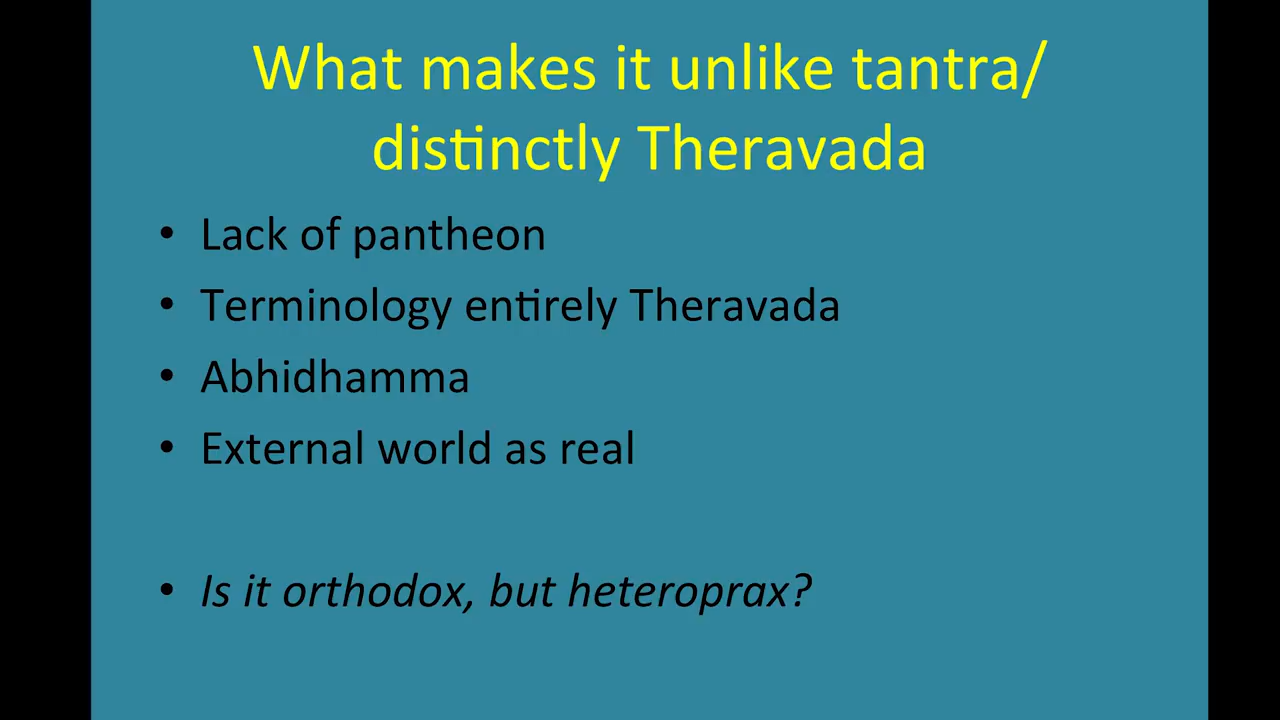 What makes it unlike tantra/
distinctly Theravada
• Lack of pantheon
• Terminology entirely Theravada
• Abhidhamma
• External world as real
• Is it orthodox, but heteroprax?